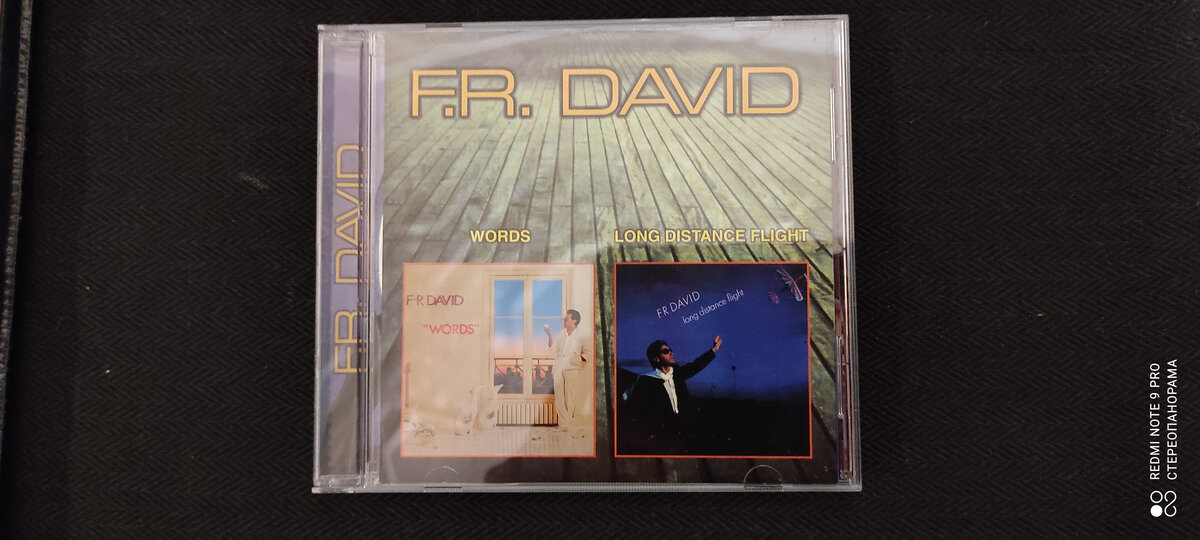 F.R. DAVID
F.R. DAVID
WORDS
LONG DISTANCE FLIGHT
F·R DAVID
"WORDS"
F.R DAVID
long distance flight
REDMI NOTE 9 PRO
СТЕРЕОПАНОРАМА